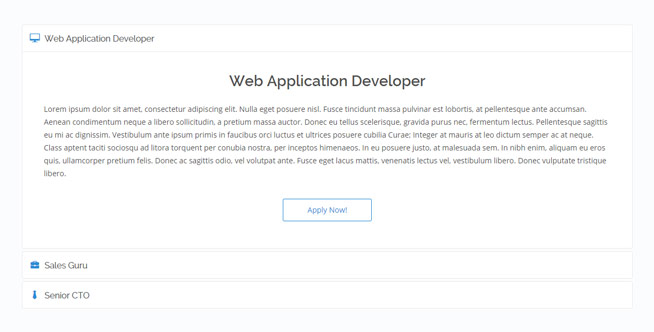 Web Application Developer
Web Application Developer
Lorem ipsum dolor sit amet, consectetur adipiscing elit. Nulla eget posuere nisl. Fusce tincidunt massa pulvinar est lobortis, at pellentesque ante accumsan.
Aenean condimentum neque a libero sollicitudin, a pretium massa auctor. Donec eu tellus scelerisque, gravida purus nec, fermentum lectus. Pellentesque sagittis
eu mi ac dignissim. Vestibulum ante ipsum primis in faucibus orci luctus et ultrices posuere cubilia Curae; Integer at mauris at leo dictum semper ac at neque.
Class aptent taciti sociosqu ad litora torquent per conubia nostra, per inceptos himenaeos. In eu posuere justo, at malesuada sem. In nibh enim, aliquam eu eros
quis, ullamcorper pretium felis. Donec ac sagittis odio, vel volutpat ante. Fusce eget lacus mattis, venenatis lectus vel, vestibulum libero. Donec vulputate tristique
libero.
Apply Now!
Sales Guru
Senior CTO